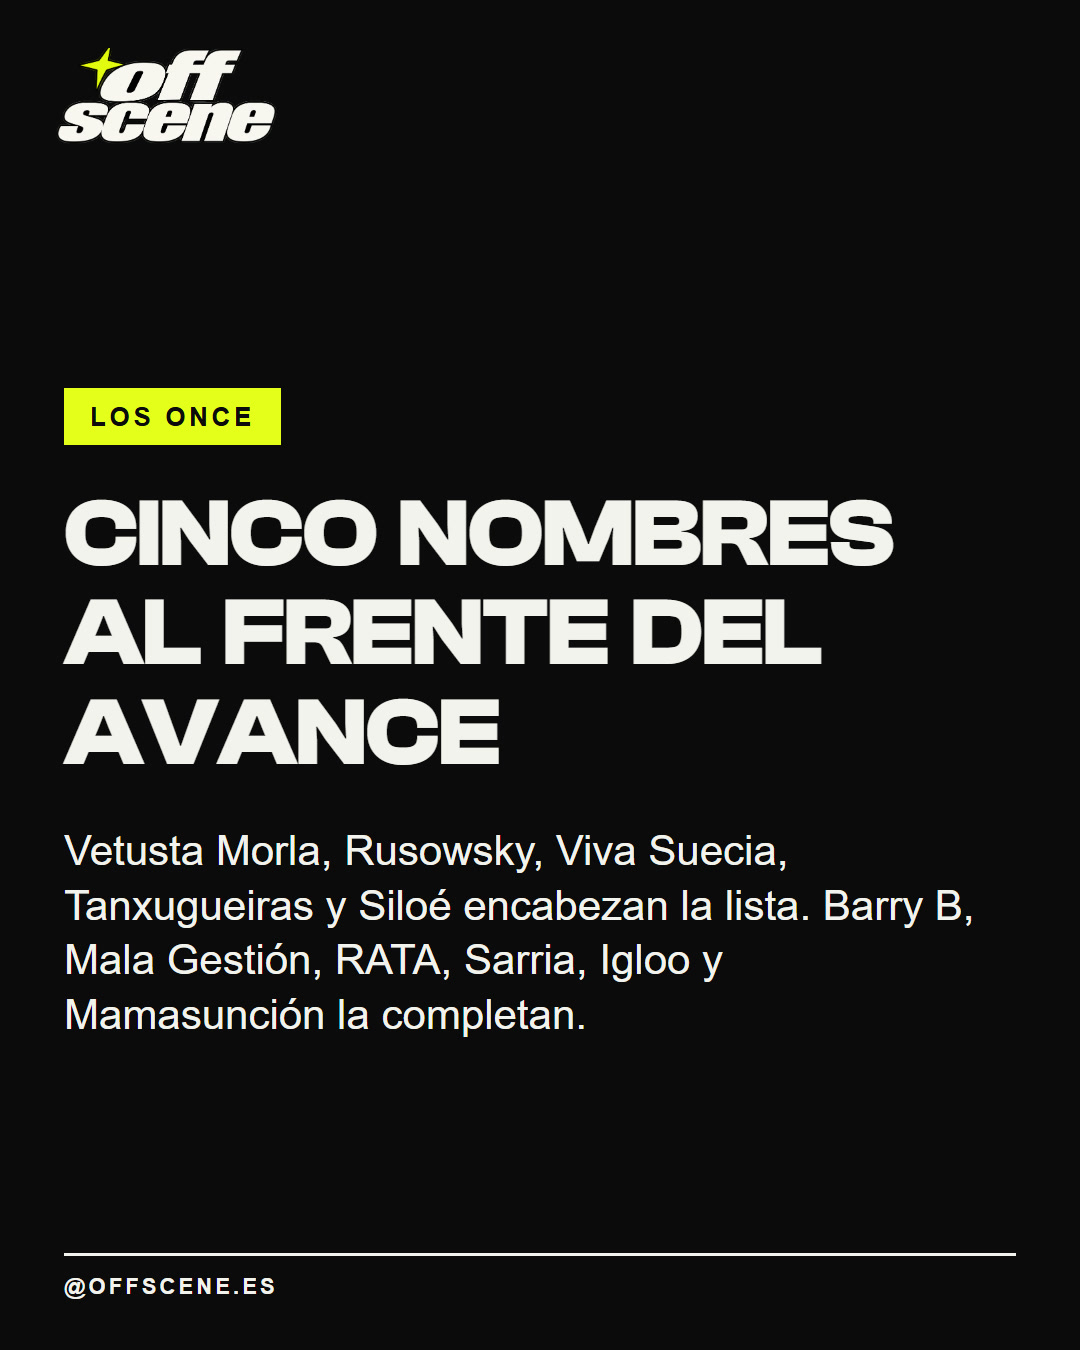 off
scene
LOS ONCE
CINCO NOMBRES
AL FRENTE DEL
AVANCE
Vetusta Morla, Rusowsky, Viva Suecia,
Tanxugueiras y Siloé encabezan la lista. Barry B,
Mala Gestión, RATA, Sarria, Igloo y
Mamasunción la completan.
@OFFSCENE.ES